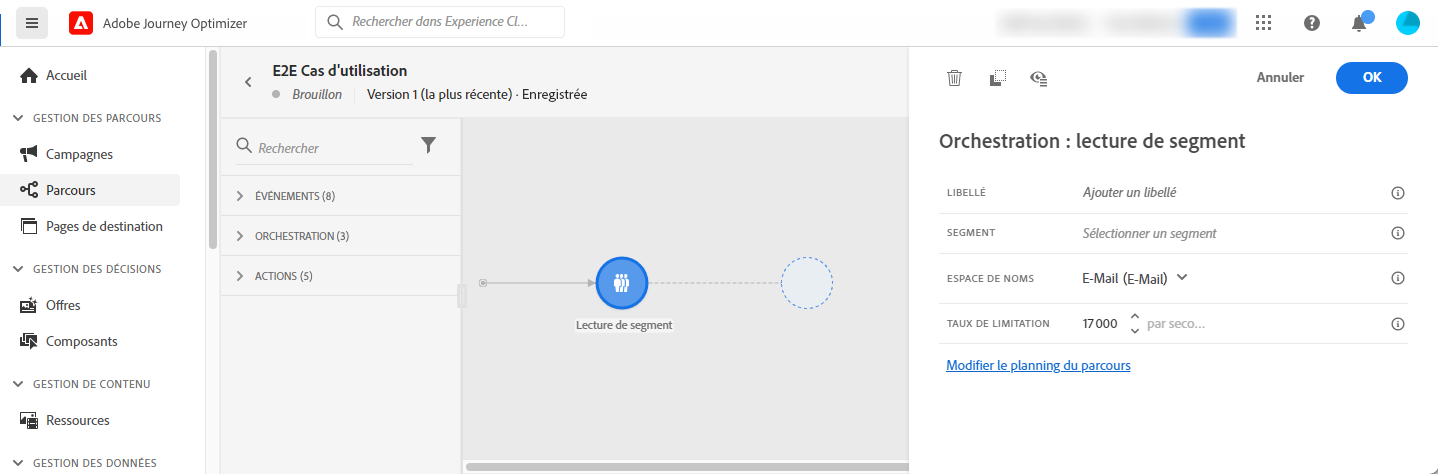 Adobe Journey Optimizer
Rechercher dans Experience Cl...
Accueil
GESTION DES PARCOURS
Campagnes
Parcours
Pages de destination
GESTION DES DÉCISIONS
Offres
Composants
GESTION DE CONTENU
Ressources
GESTION DES DONNÉES
E2E Cas d'utilisation
Brouillon
Version 1 (la plus récente) · Enregistrée
Rechercher
ÉVÉNEMENTS (8)
ORCHESTRATION (3)
ACTIONS (5)
Lecture de segment
Annuler
OK
Orchestration : lecture de segment
LIBELLÉ Ajouter un libellé
SEGMENT Sélectionner un segment
ESPACE DE NOMS E-Mail (E-Mail)
TAUX DE LIMITATION 17 000 par seco...
Modifier le planning du parcours